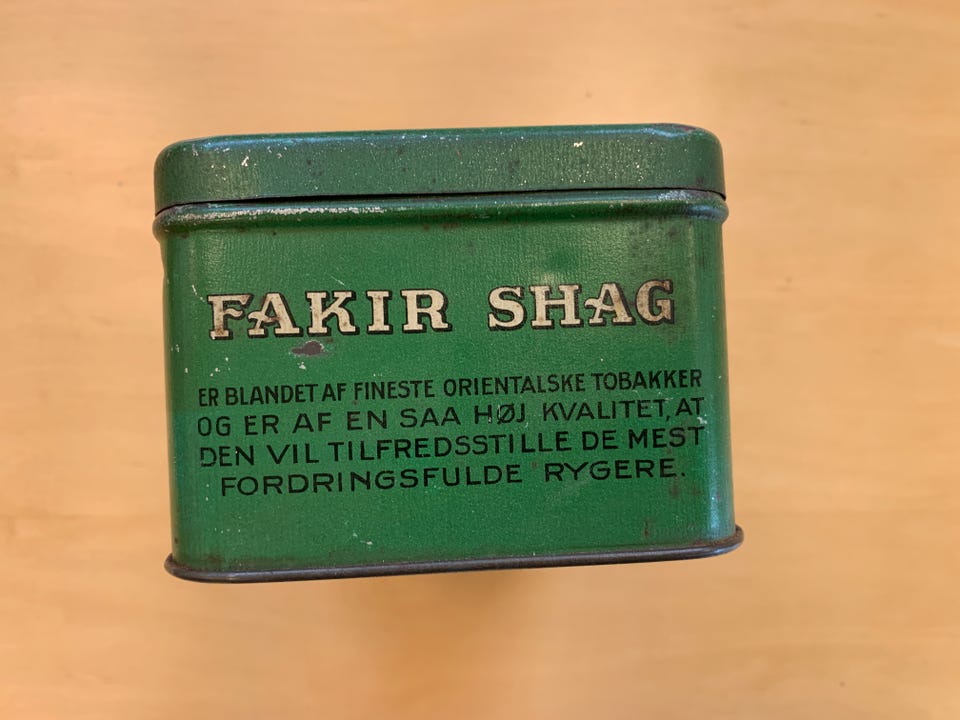 FAKIR SHAG
ER BLANDET AF FINESTE ORIENTALSKE TOBAKKER
OG ER AF EN SAA HØJ KVALITET, AT
DEN VIL TILFREDSSTILLE DE MEST
FORDRINGSFULDE RYGERE.